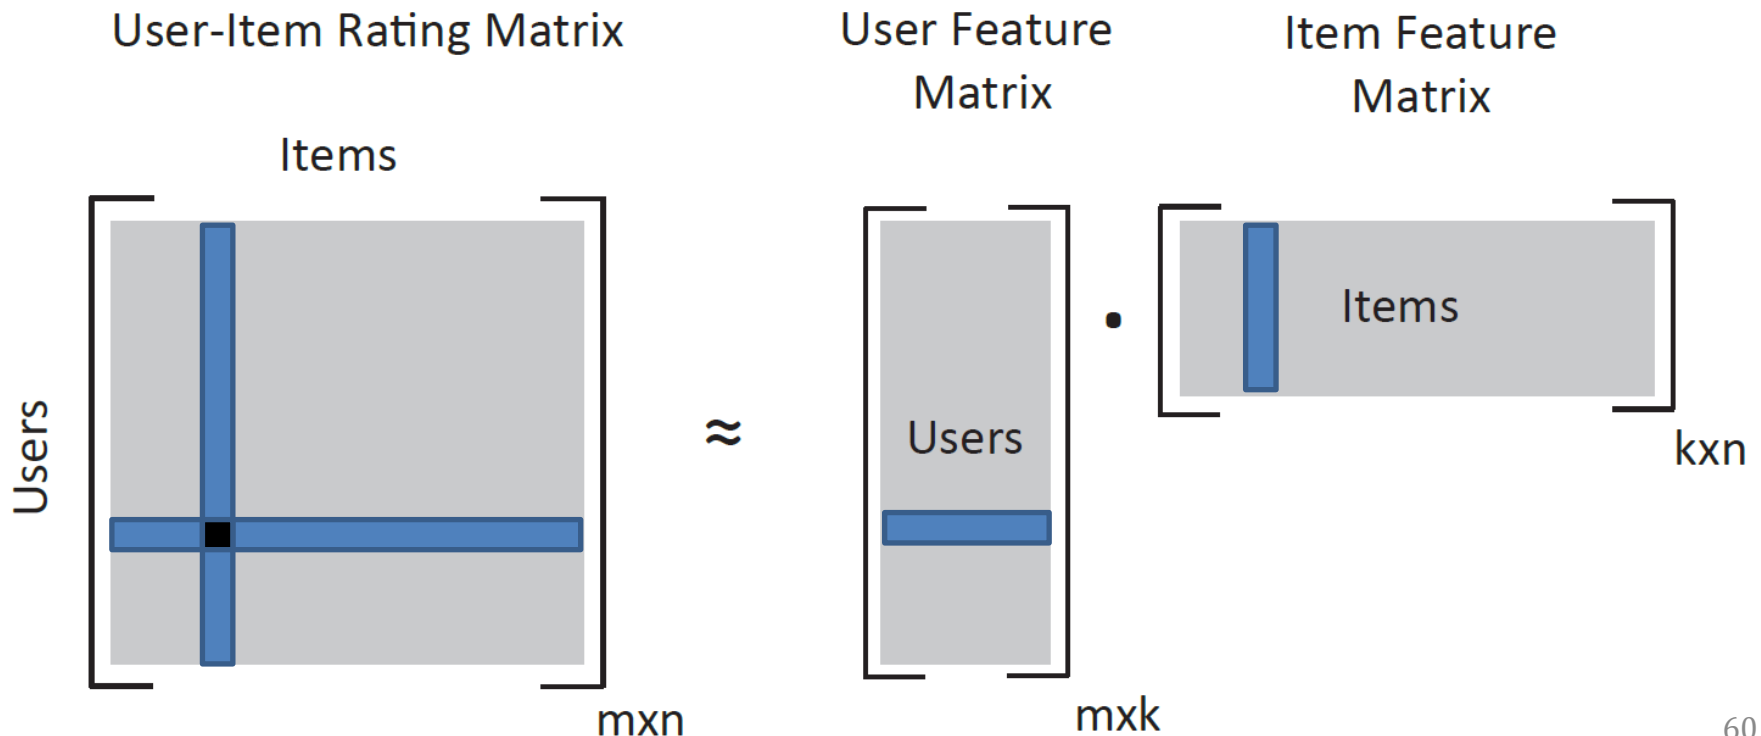 User-Item Rating Matrix
User Feature
Matrix
Item Feature
Matrix
Items
Users
mxn
≈
Users
mxk
·
Items
kxn
60